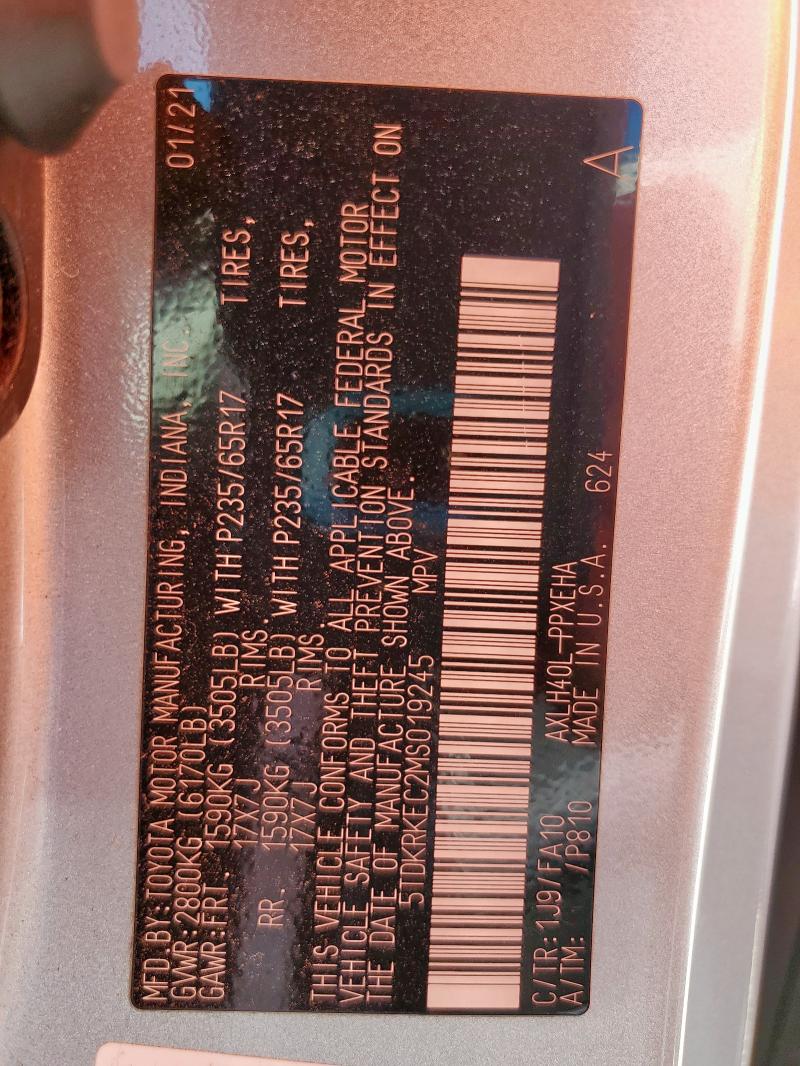 MFD.BY:TOYOTA MOTOR MANUFACTURING, INDIANA, INC. 01/21
GVWR:2800KG (6170LB)
GAWR:FRT. 1590KG (3505LB) WITH P235/65R17 TIRES,
17X7J RIMS
RR. 1590KG (3505LB) WITH P235/65R17 TIRES,
17X7J RIMS
THIS VEHICLE CONFORMS TO ALL APPLICABLE FEDERAL MOTOR
VEHICLE SAFETY AND THEFT PREVENTION STANDARDS IN EFFECT ON
THE DATE OF MANUFACTURE SHOWN ABOVE.
5TDKRKEC2MS019245 MPV
C/TR:1J9/FA10 AXLH40L-PPXEHA
A/TM: /P810 MADE IN U.S.A. 624 A